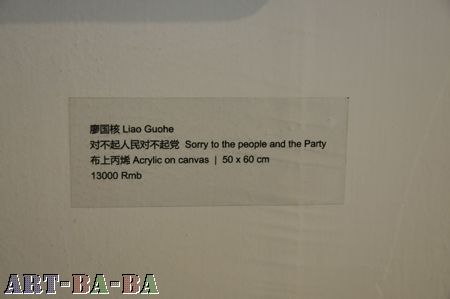 廖国核 Liao Guohe
对不起人民对不起党 Sorry to the people and the Party
布上丙烯 Acrylic on canvas | 50 x 60 cm
13000 Rmb
ART-BA-BA